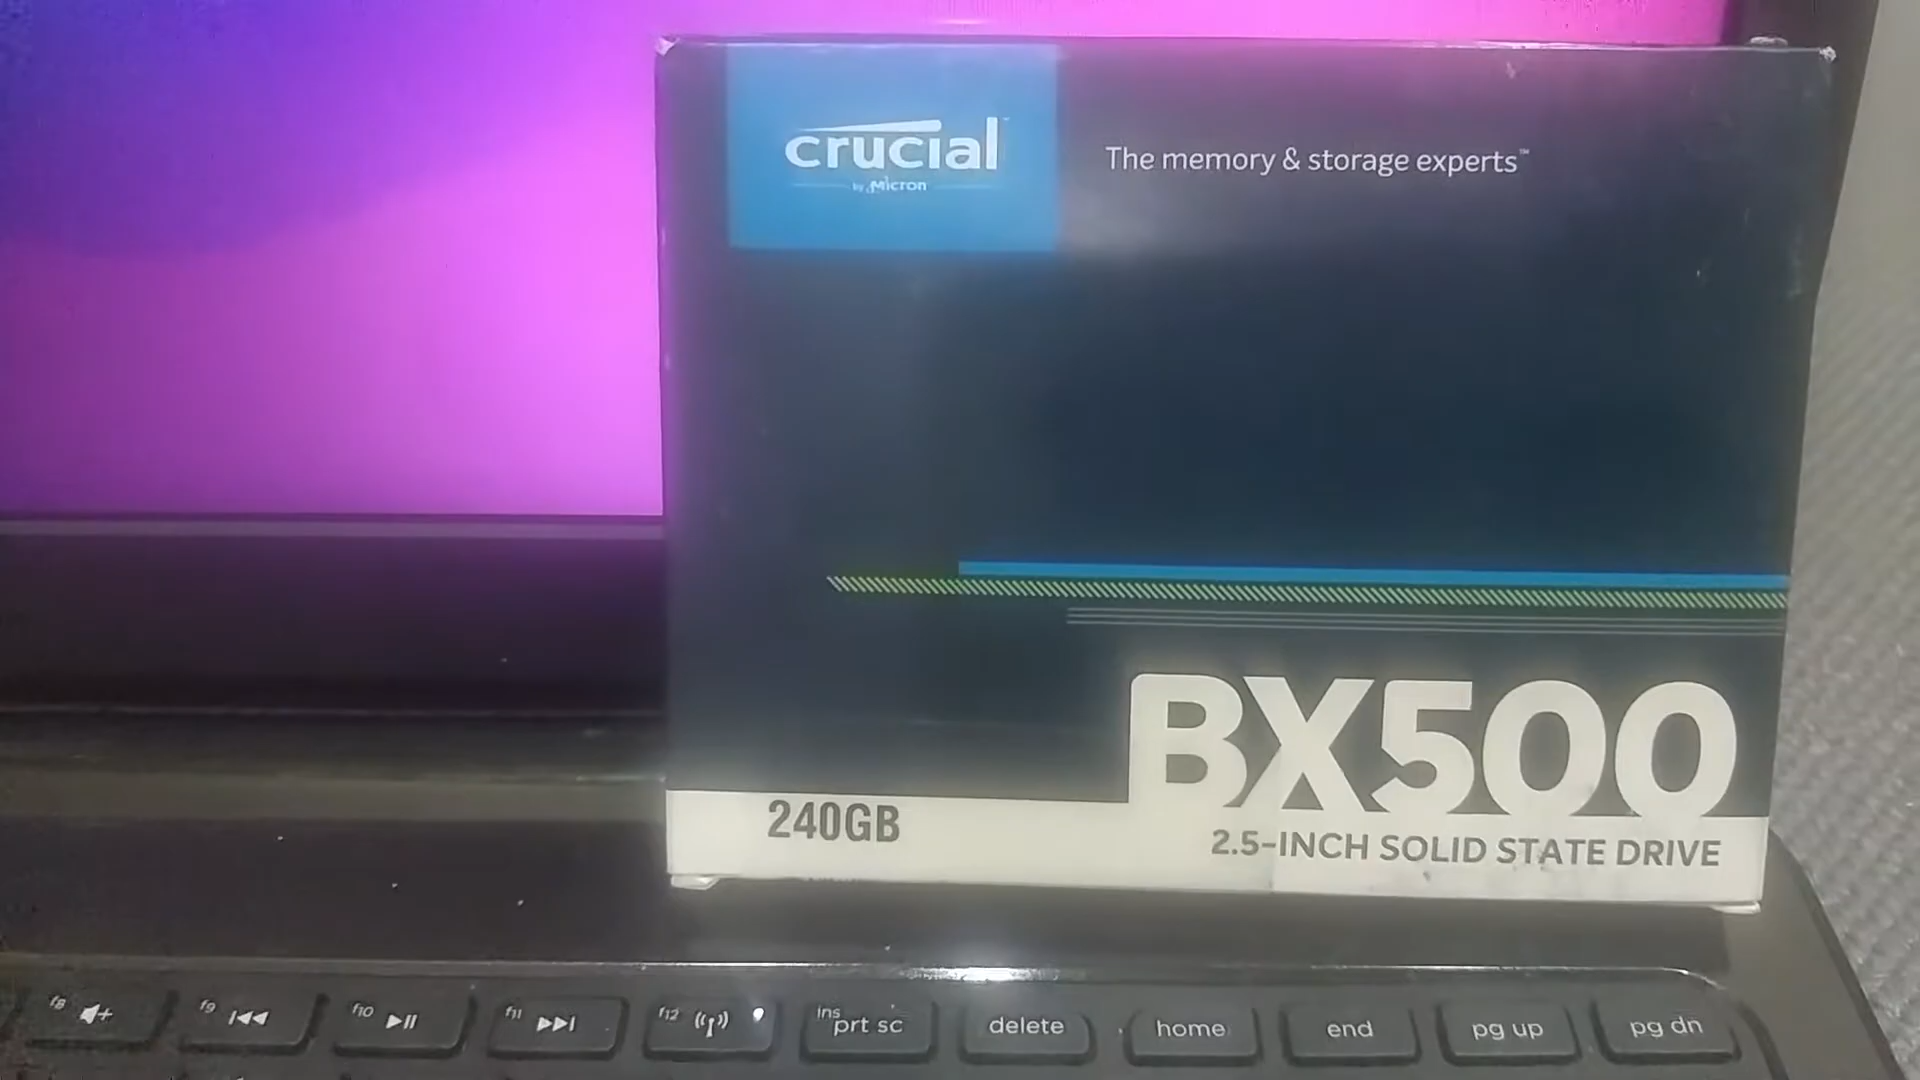 crucial
by Micron
The memory & storage experts™
BX500
240GB
2.5-INCH SOLID STATE DRIVE
f8
f9
f10
f11
f12
ins
prt sc
delete
home
end
pg up
pg dn